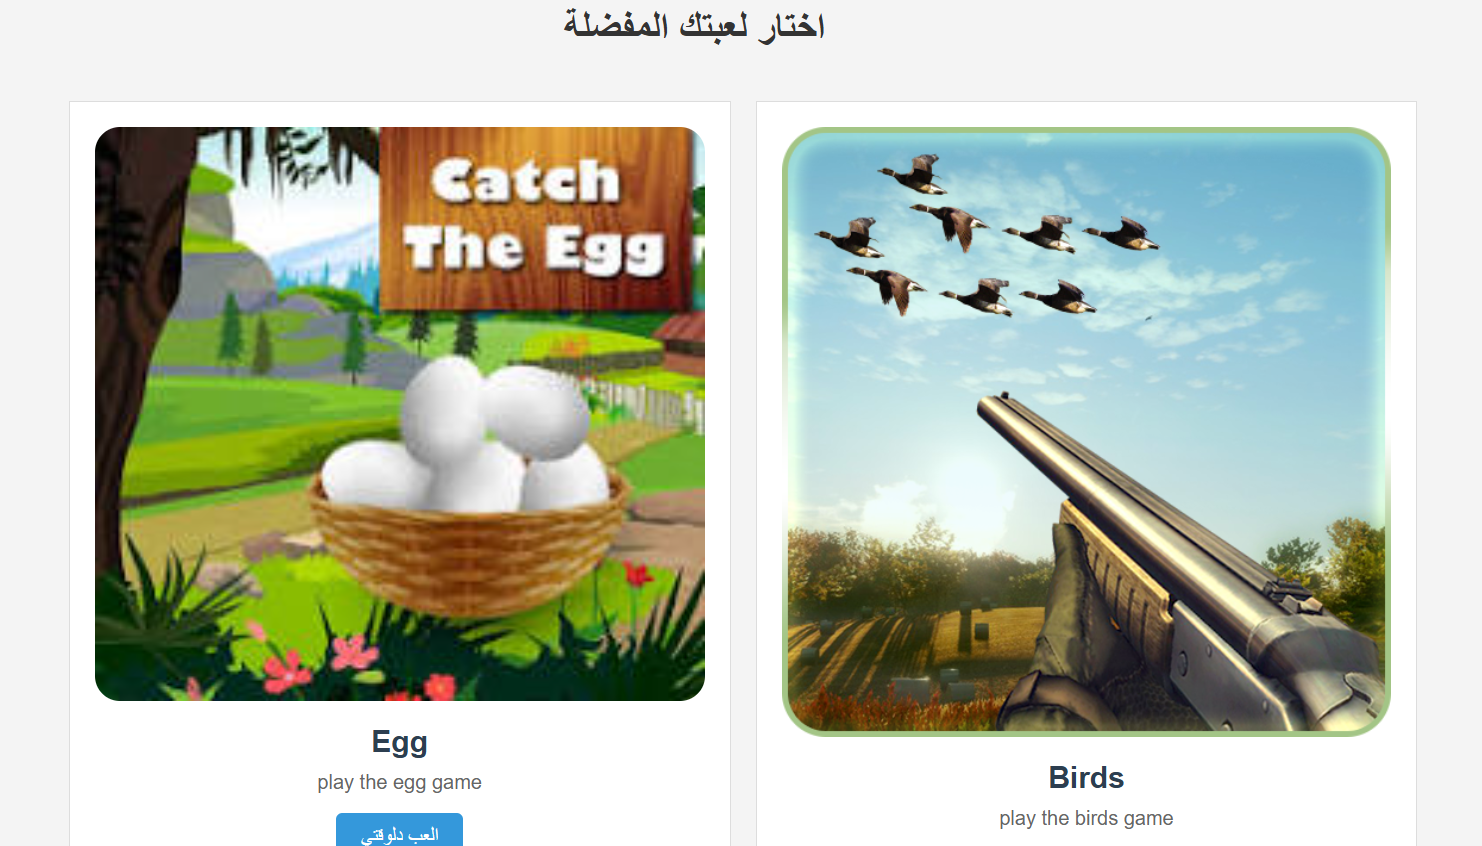 اختار لعبتك المفضلة
Catch
The Egg
Egg
play the egg game
العب دلوقتي
Birds
play the birds game